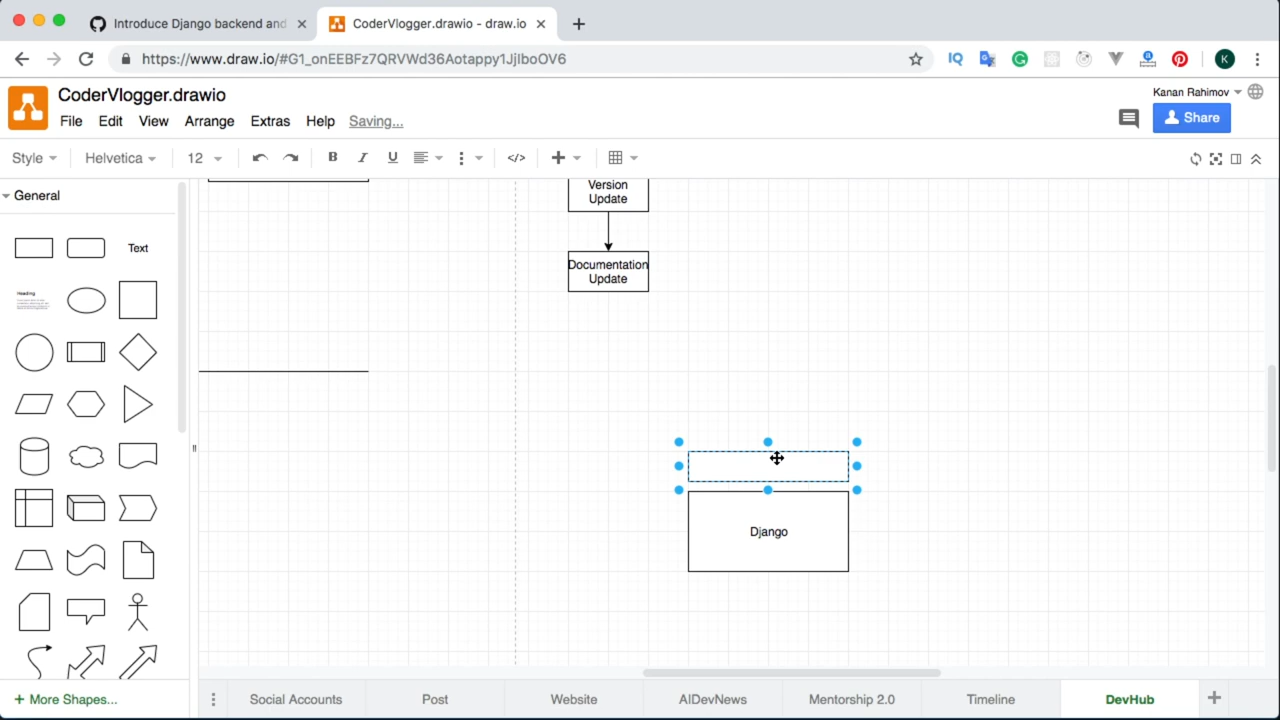 Introduce Django backend and
CoderVlogger.drawio - draw.io
https://www.draw.io/#G1_onEEBFz7QRVWd36Aotappy1JjlboOV6
IQ
K
CoderVlogger.drawio
Kanan Rahimov
File Edit View Arrange Extras Help Saving...
Share
Style Helvetica 12 B I U
General
Text
Heading
Version
Update
Documentation
Update
Django
+ More Shapes...
Social Accounts Post Website AIDevNews Mentorship 2.0 Timeline DevHub